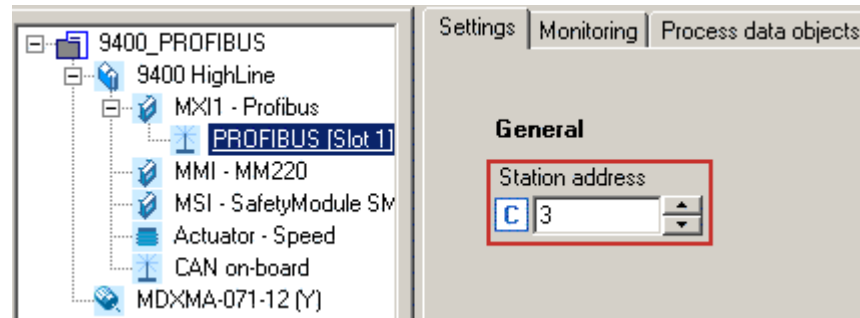 9400_PROFIBUS
9400 HighLine
MXI1 - Profibus
PROFIBUS [Slot 1]
MMI - MM220
MSI - SafetyModule SM
Actuator - Speed
CAN on-board
MDXMA-071-12 (Y)
Settings Monitoring Process data objects
General
Station address
C 3